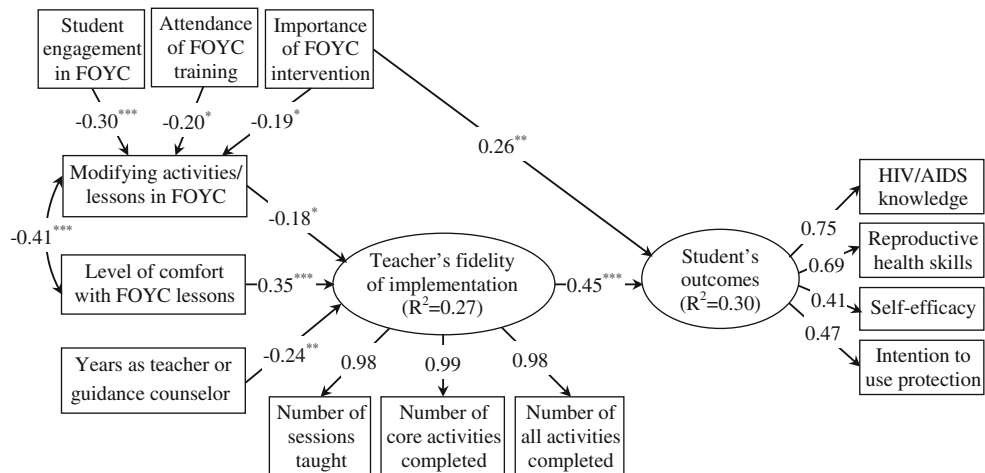 Student
engagement
in FOYC
Attendance
of FOYC
training
Importance
of FOYC
intervention
-0.30***
-0.20*
-0.19*
0.26**
Modifying activities/
lessons in FOYC
-0.18*
-0.41***
Level of comfort
with FOYC lessons
0.35***
Teacher's fidelity
of implementation
(R²=0.27)
0.45***
Student's
outcomes
(R²=0.30)
0.75
0.69
0.41
0.47
HIV/AIDS
knowledge
Reproductive
health skills
Self-efficacy
Intention to
use protection
Years as teacher or
guidance counselor
-0.24**
0.98
0.99
0.98
Number of
sessions
taught
Number of
core activities
completed
Number of
all activities
completed